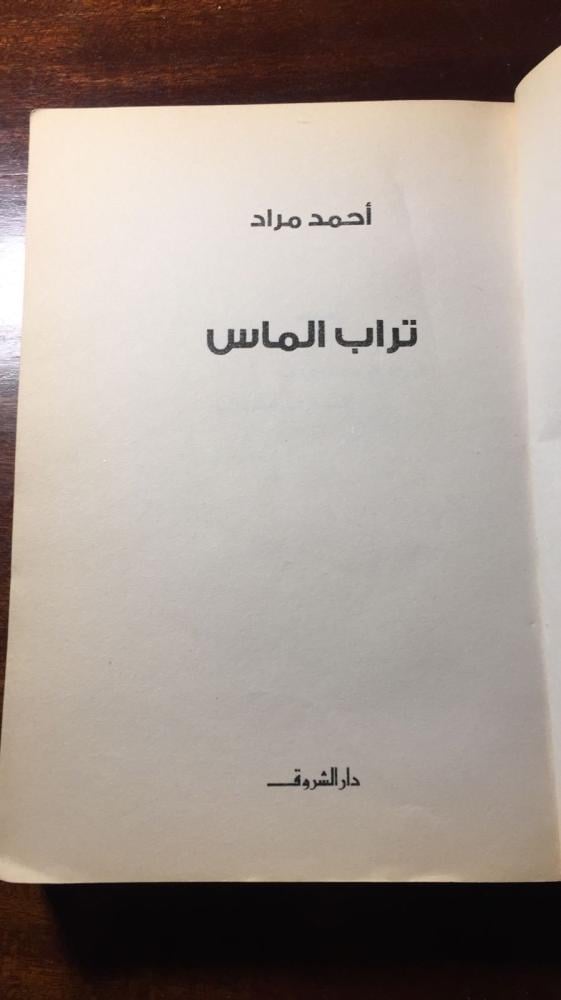 أحمد مراد
تراب الماس
دار الشروق